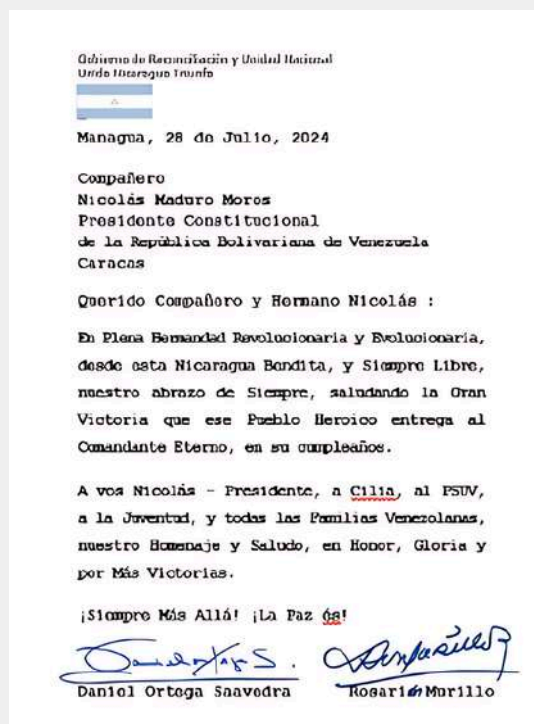 Gobierno de Reconciliación y Unidad Nacional
Unida Nicaragua Triunfa
Managua, 28 de Julio, 2024
Compañero
Nicolás Maduro Moros
Presidente Constitucional
de la República Bolivariana de Venezuela
Caracas
Querido Compañero y Hermano Nicolás :
En Plena Hermandad Revolucionaria y Evolucionaria,
desde esta Nicaragua Bendita, y Siempre Libre,
nuestro abrazo de Siempre, saludando la Gran
Victoria que ese Pueblo Heroico entrega al
Comandante Eterno, en su cumpleaños.
A vos Nicolás - Presidente, a Cilia, al PSUV,
a la Juventud, y todas las Familias Venezolanas,
nuestro Homenaje y Saludo, en Honor, Gloria y
por Más Victorias.
¡Siempre Más Allá! ¡La Paz és!
Daniel Ortega Saavedra Rosario Murillo